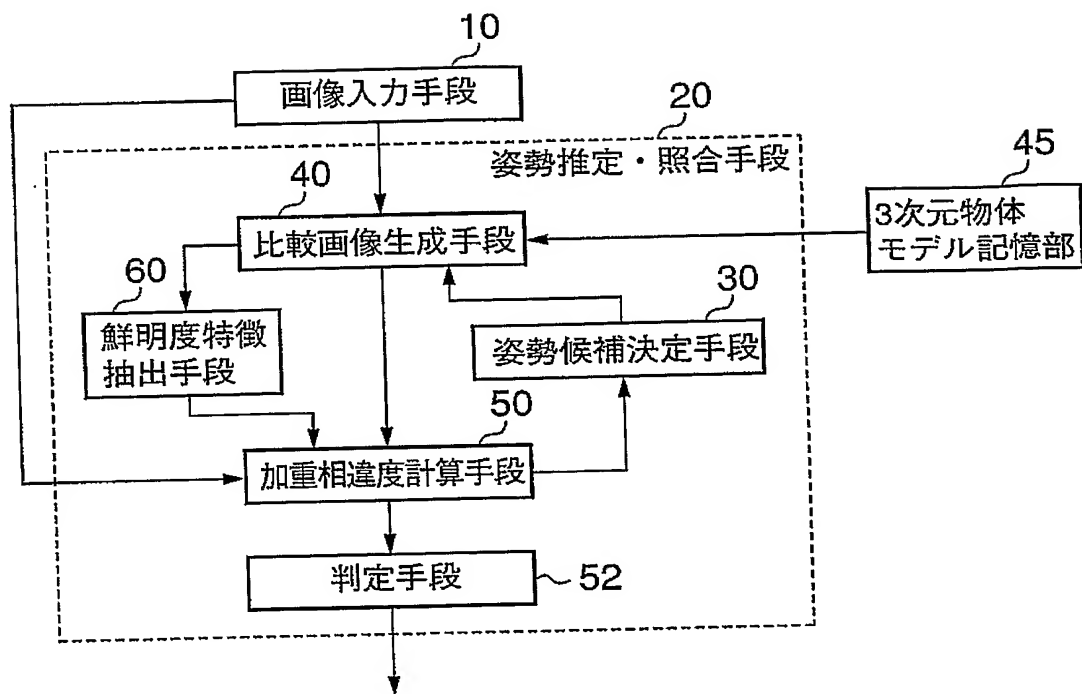 10
画像入力手段
20
姿勢推定・照合手段
45
3次元物体
モデル記憶部
40
比較画像生成手段
60
鮮明度特徴
抽出手段
30
姿勢候補決定手段
50
加重相違度計算手段
判定手段
52